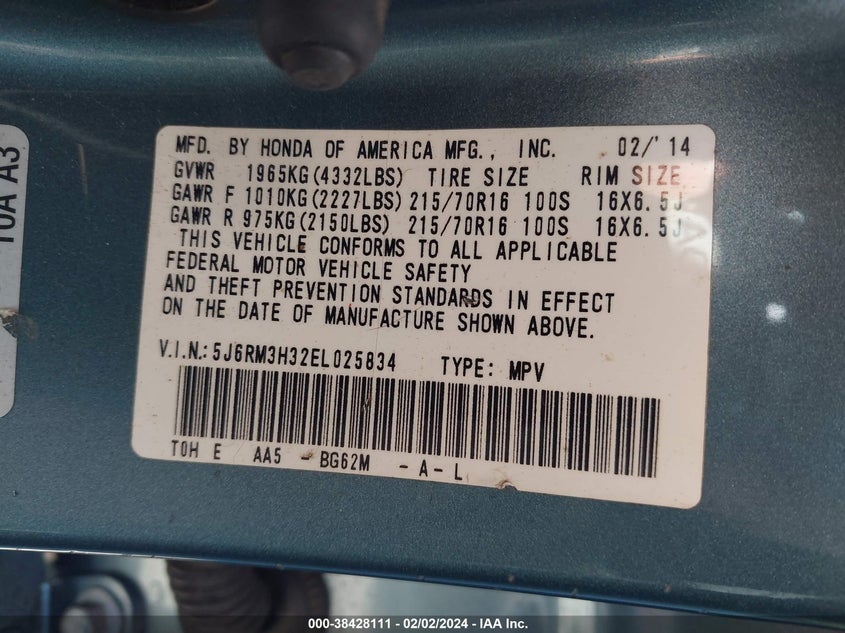 MFD. BY HONDA OF AMERICA MFG., INC. 02/'14
GVWR 1965KG(4332LBS) TIRE SIZE RIM SIZE
GAWR F 1010KG(2227LBS) 215/70R16 100S 16X6.5J
GAWR R 975KG(2150LBS) 215/70R16 100S 16X6.5J
THIS VEHICLE CONFORMS TO ALL APPLICABLE
FEDERAL MOTOR VEHICLE SAFETY
AND THEFT PREVENTION STANDARDS IN EFFECT
ON THE DATE OF MANUFACTURE SHOWN ABOVE.
V.I.N.:5J6RM3H32EL025834 TYPE: MPV
T0H E AA5 - BG62M - A - L
000-38428111 - 02/02/2024 - IAA Inc.